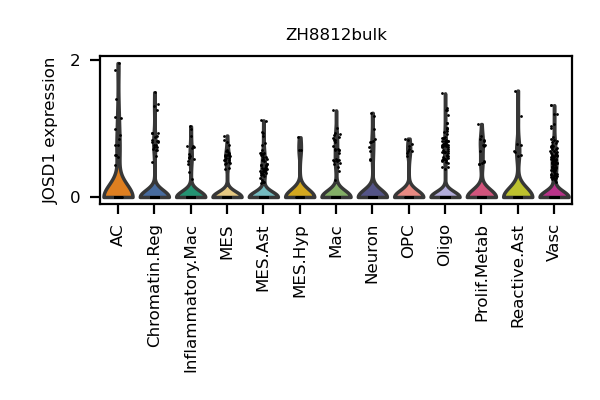 ZH8812bulk
JOSD1 expression
2
0
AC
Chromatin.Reg
Inflammatory.Mac
MES
MES.Ast
MES.Hyp
Mac
Neuron
OPC
Oligo
Prolif.Metab
Reactive.Ast
Vasc